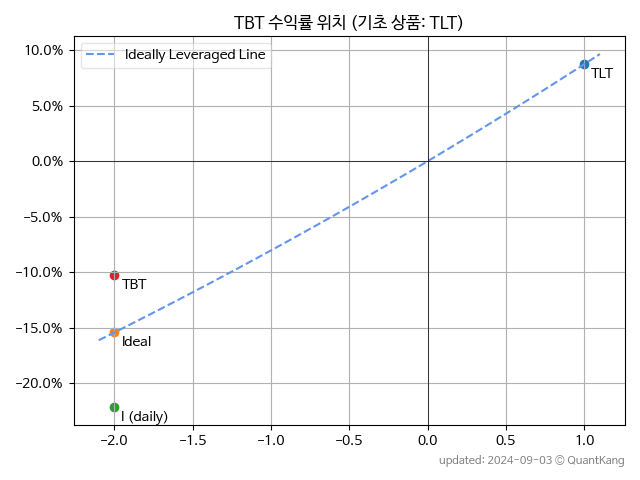 TBT 수익률 위치 (기초 상품: TLT)
10.0%
5.0%
0.0%
−5.0%
−10.0%
−15.0%
−20.0%
Ideally Leveraged Line
TLT
TBT
Ideal
I (daily)
−2.0 −1.5 −1.0 −0.5 0.0 0.5 1.0
updated: 2024-09-03 © QuantKang